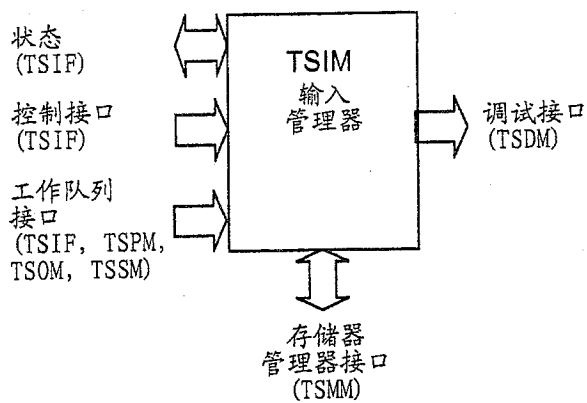 状态
(TSIF)
控制接口
(TSIF)
工作队列
接口
(TSIF, TSPM,
TSOM, TSSM)
TSIM
输入
管理器
调试接口
(TSDM)
存储器
管理器接口
(TSMM)